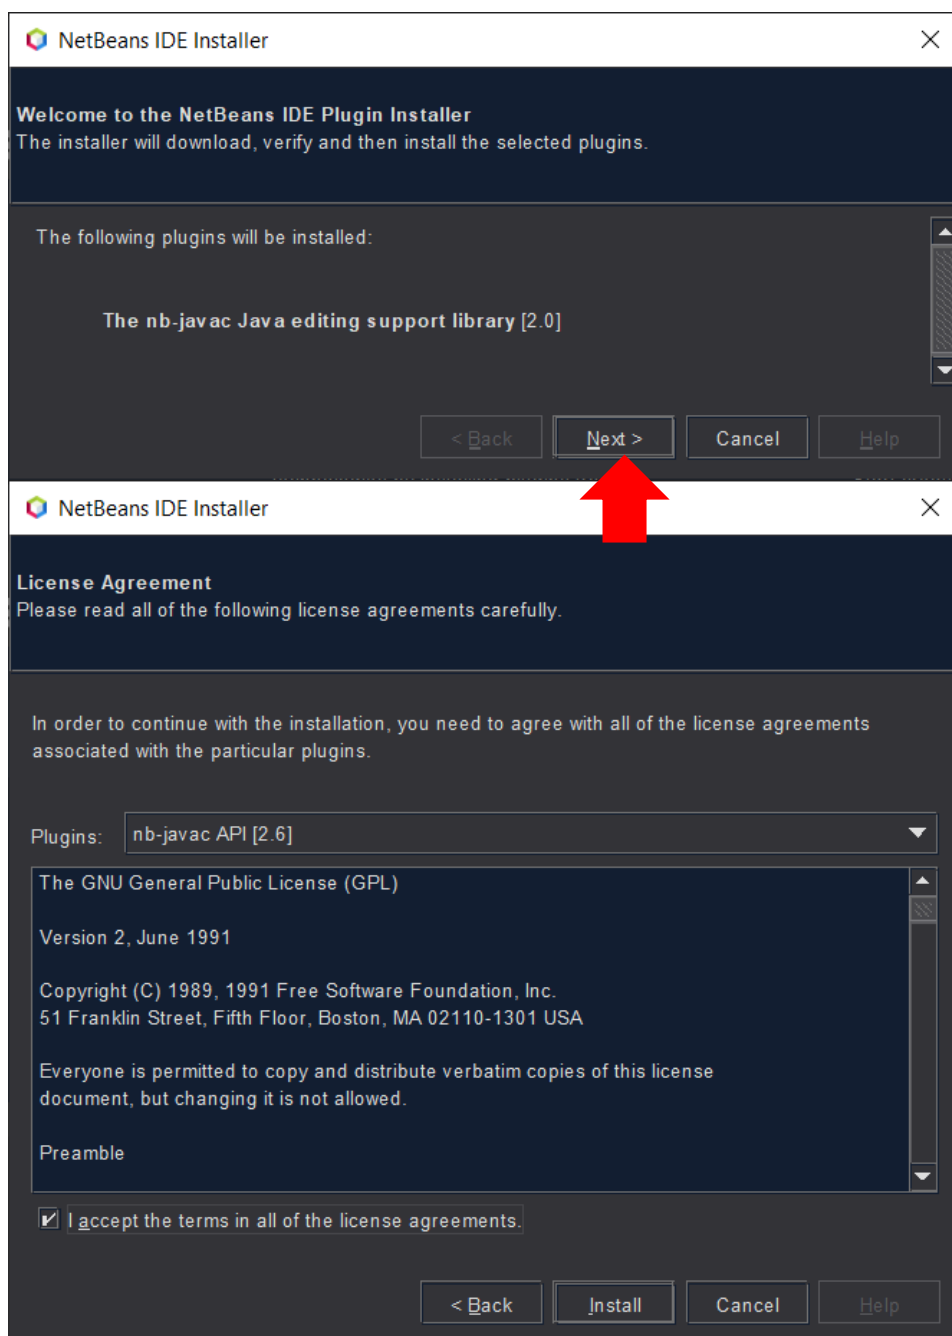 NetBeans IDE Installer
Welcome to the NetBeans IDE Plugin Installer
The installer will download, verify and then install the selected plugins.
The following plugins will be installed:
The nb-javac Java editing support library [2.0]
< Back
Next >
Cancel
Help
NetBeans IDE Installer
License Agreement
Please read all of the following license agreements carefully.
In order to continue with the installation, you need to agree with all of the license agreements
associated with the particular plugins.
Plugins:
nb-javac API [2.6]
The GNU General Public License (GPL)
Version 2, June 1991
Copyright (C) 1989, 1991 Free Software Foundation, Inc.
51 Franklin Street, Fifth Floor, Boston, MA 02110-1301 USA
Everyone is permitted to copy and distribute verbatim copies of this license
document, but changing it is not allowed.
Preamble
I accept the terms in all of the license agreements.
< Back
Install
Cancel
Help